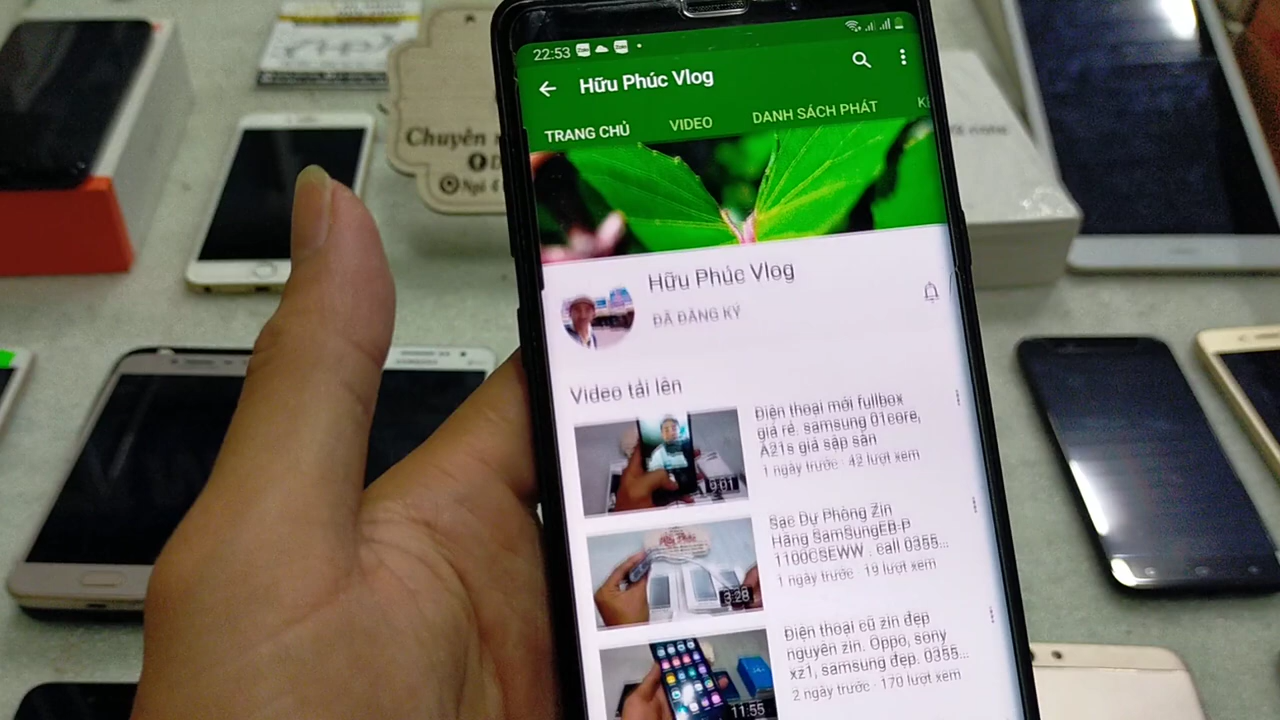 22:53
Hữu Phúc Vlog
TRANG CHỦ VIDEO DANH SÁCH PHÁT
Hữu Phúc Vlog
ĐÃ ĐĂNG KÝ
Video tải lên
Điện thoại mới fullbox
giá rẻ. samsung 01core,
A21s giá sập sàn
1 ngày trước · 42 lượt xem
Sạc Dự Phòng Zin
Hãng SamSungEB-P
1100CSEWW . call 0355...
1 ngày trước · 19 lượt xem
3:28
Điện thoại cũ zin đẹp
nguyên zin. Oppo, sony
xz1, samsung đẹp. 0355...
2 ngày trước · 170 lượt xem
11:55
Chuyên
Ngõ